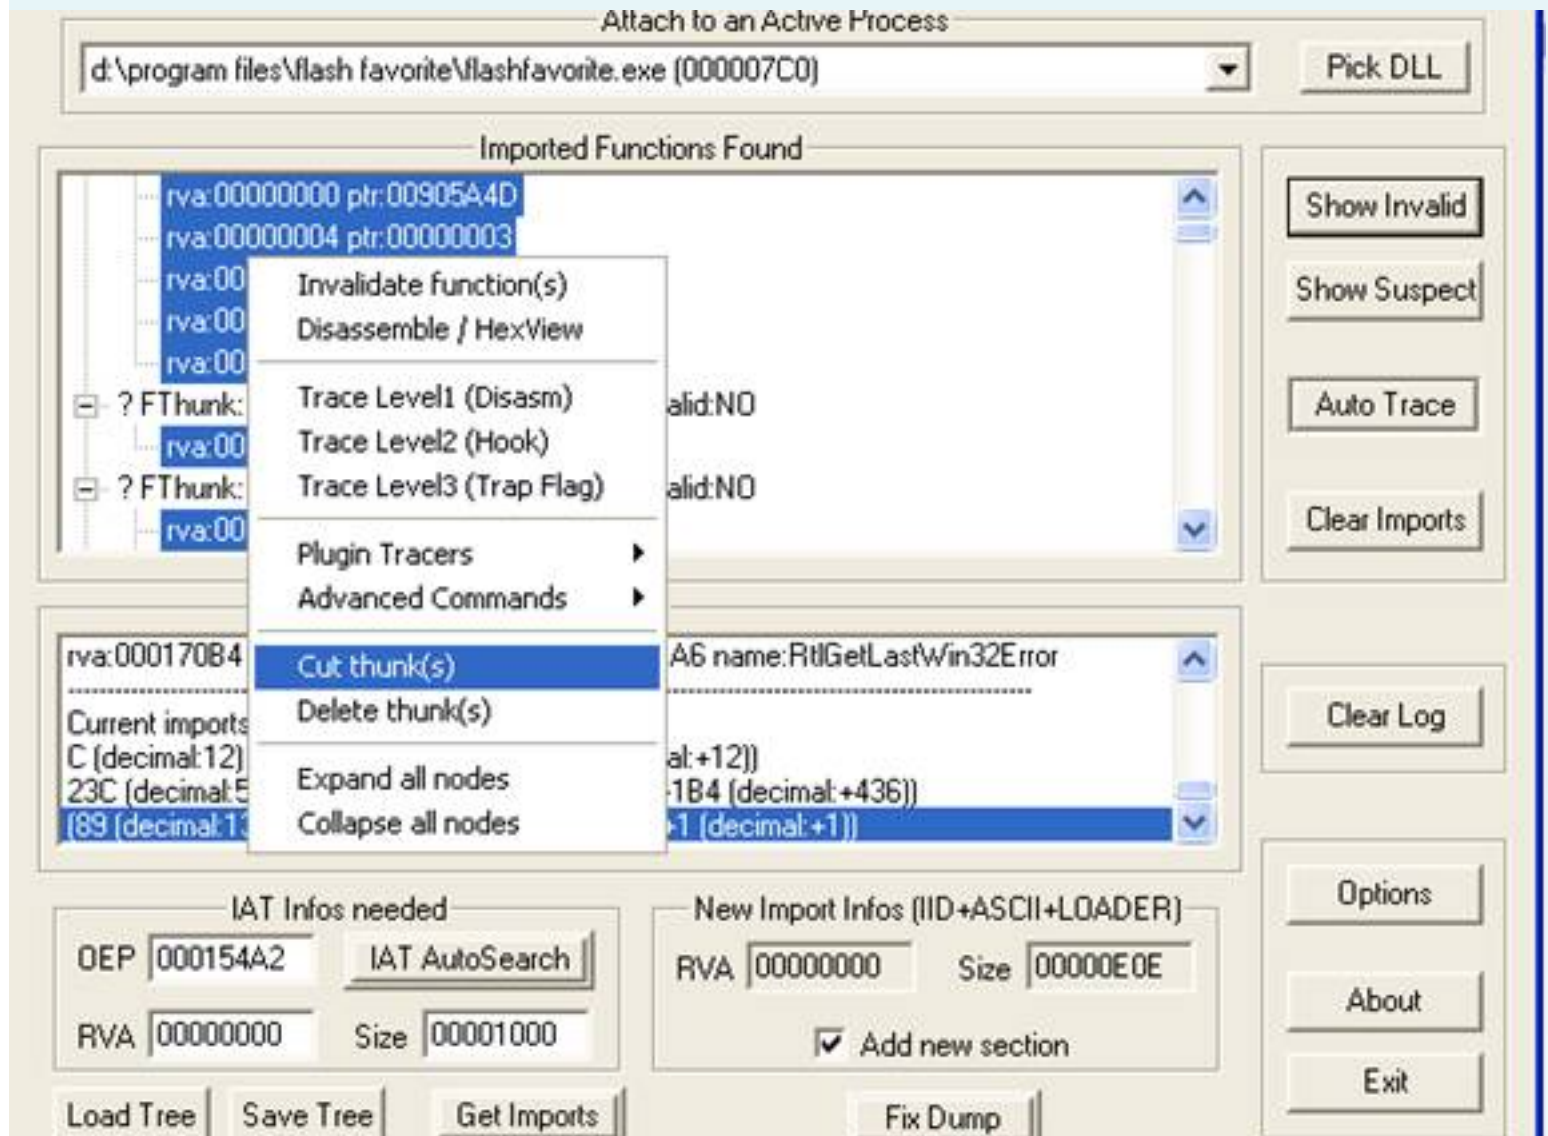 Attach to an Active Process
d:\program files\flash favorite\flashfavorite.exe (000007C0)
Pick DLL
Imported Functions Found
rva:00000000 ptr:00905A4D
rva:00000004 ptr:00000003
rva:00
rva:00
rva:00
? FThunk: alid:NO
rva:00
? FThunk: alid:NO
rva:00
Invalidate function(s)
Disassemble / HexView
Trace Level1 (Disasm)
Trace Level2 (Hook)
Trace Level3 (Trap Flag)
Plugin Tracers
Advanced Commands
Cut thunk(s)
Delete thunk(s)
Expand all nodes
Collapse all nodes
Show Invalid
Show Suspect
Auto Trace
Clear Imports
rva:000170B4 A6 name:RtlGetLastWin32Error
Current imports
C (decimal:12) al:+12))
23C (decimal:5 -1B4 (decimal:+436))
(89 (decimal:13 +1 (decimal:+1))
Clear Log
IAT Infos needed
OEP 000154A2 IAT AutoSearch
RVA 00000000 Size 00001000
New Import Infos (IID+ASCII+LOADER)
RVA 00000000 Size 00000E0E
Add new section
Options
About
Exit
Load Tree Save Tree Get Imports Fix Dump